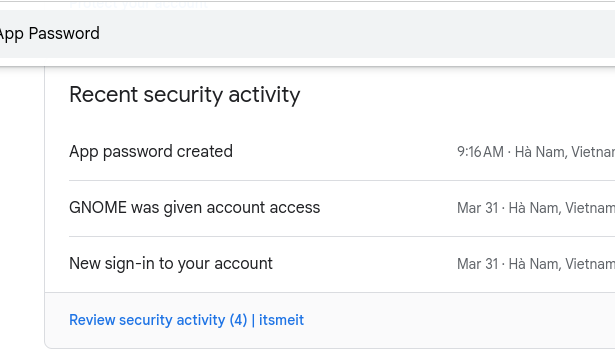 App Password
Recent security activity
App password created
9:16 AM · Hà Nam, Vietnam
GNOME was given account access
Mar 31 · Hà Nam, Vietnam
New sign-in to your account
Mar 31 · Hà Nam, Vietnam
Review security activity (4) | itsmeit